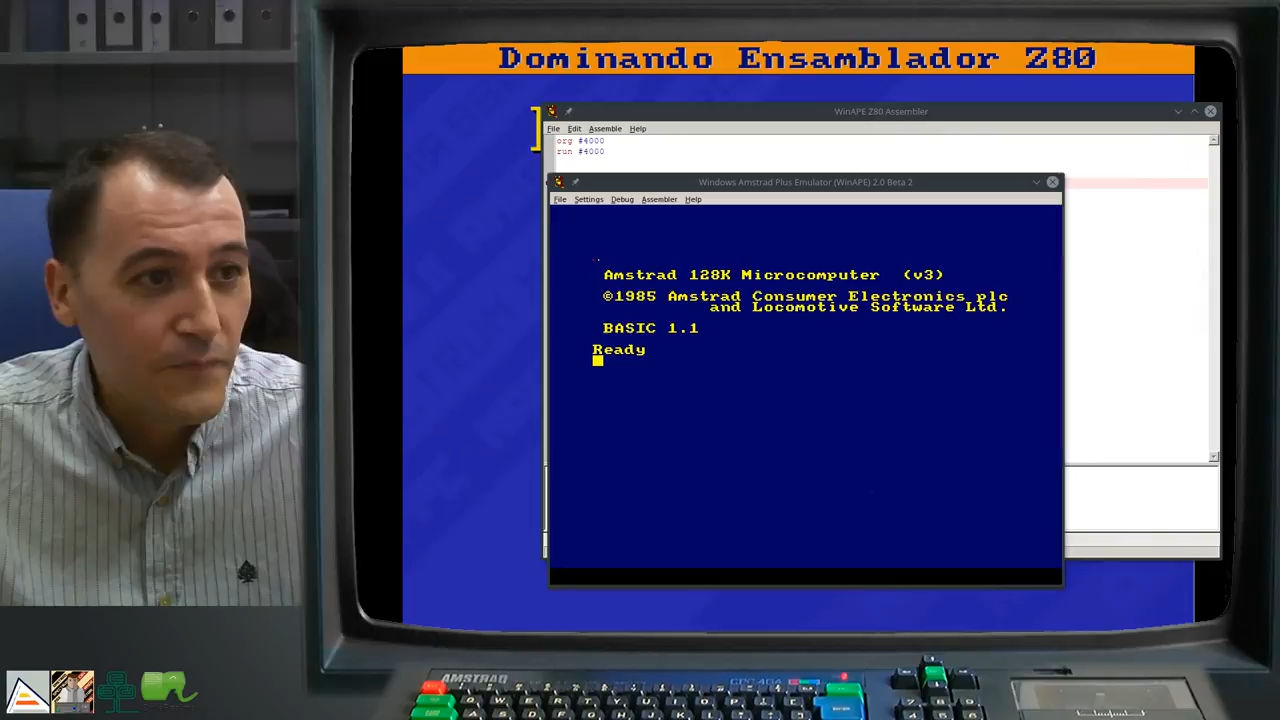 Dominando Ensamblador Z80
WinAPE Z80 Assembler
File Edit Assemble Help
org #4000
run #4000
Windows Amstrad Plus Emulator (WinAPE) 2.0 Beta 2
File Settings Debug Assembler Help
Amstrad 128K Microcomputer (v3)
©1985 Amstrad Consumer Electronics plc
and Locomotive Software Ltd.
BASIC 1.1
Ready
AMSTRAD